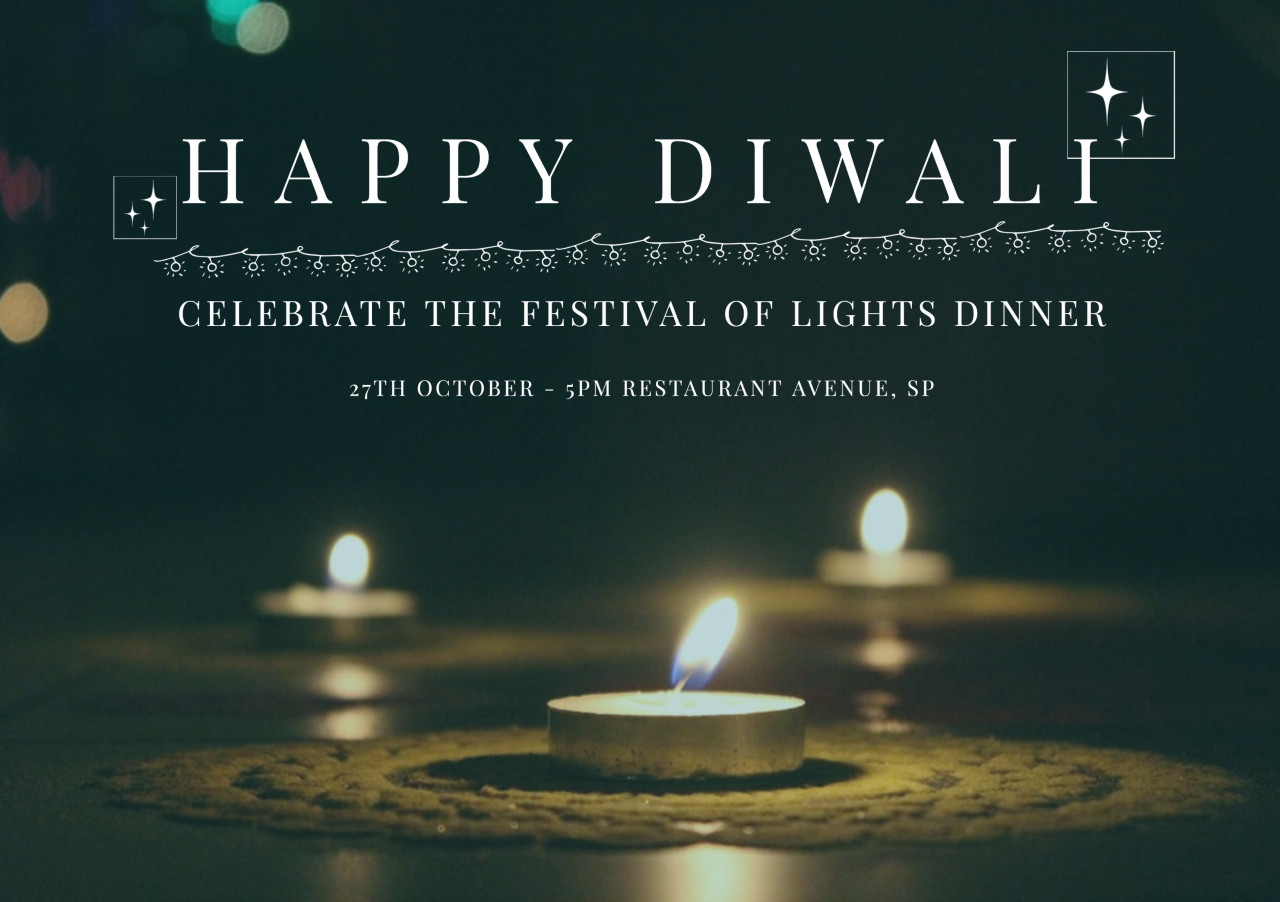 HAPPY DIWALI
CELEBRATE THE FESTIVAL OF LIGHTS DINNER
27TH OCTOBER - 5PM RESTAURANT AVENUE, SP